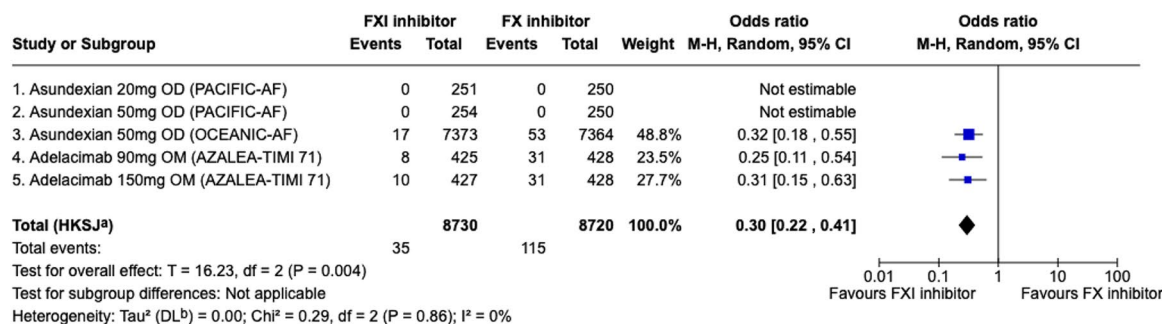 FXI inhibitor FX inhibitor Odds ratio Odds ratio
Study or Subgroup Events Total Events Total Weight M-H, Random, 95% CI M-H, Random, 95% CI
1. Asundexian 20mg OD (PACIFIC-AF) 0 251 0 250 Not estimable
2. Asundexian 50mg OD (PACIFIC-AF) 0 254 0 250 Not estimable
3. Asundexian 50mg OD (OCEANIC-AF) 17 7373 53 7364 48.8% 0.32 [0.18 , 0.55]
4. Adelacimab 90mg OM (AZALEA-TIMI 71) 8 425 31 428 23.5% 0.25 [0.11 , 0.54]
5. Adelacimab 150mg OM (AZALEA-TIMI 71) 10 427 31 428 27.7% 0.31 [0.15 , 0.63]
Total (HKSJª) 8730 8720 100.0% 0.30 [0.22 , 0.41]
Total events: 35 115
Test for overall effect: T = 16.23, df = 2 (P = 0.004) 0.01 0.1 1 10 100
Test for subgroup differences: Not applicable Favours FXI inhibitor Favours FX inhibitor
Heterogeneity: Tau² (DLᵇ) = 0.00; Chi² = 0.29, df = 2 (P = 0.86); I² = 0%